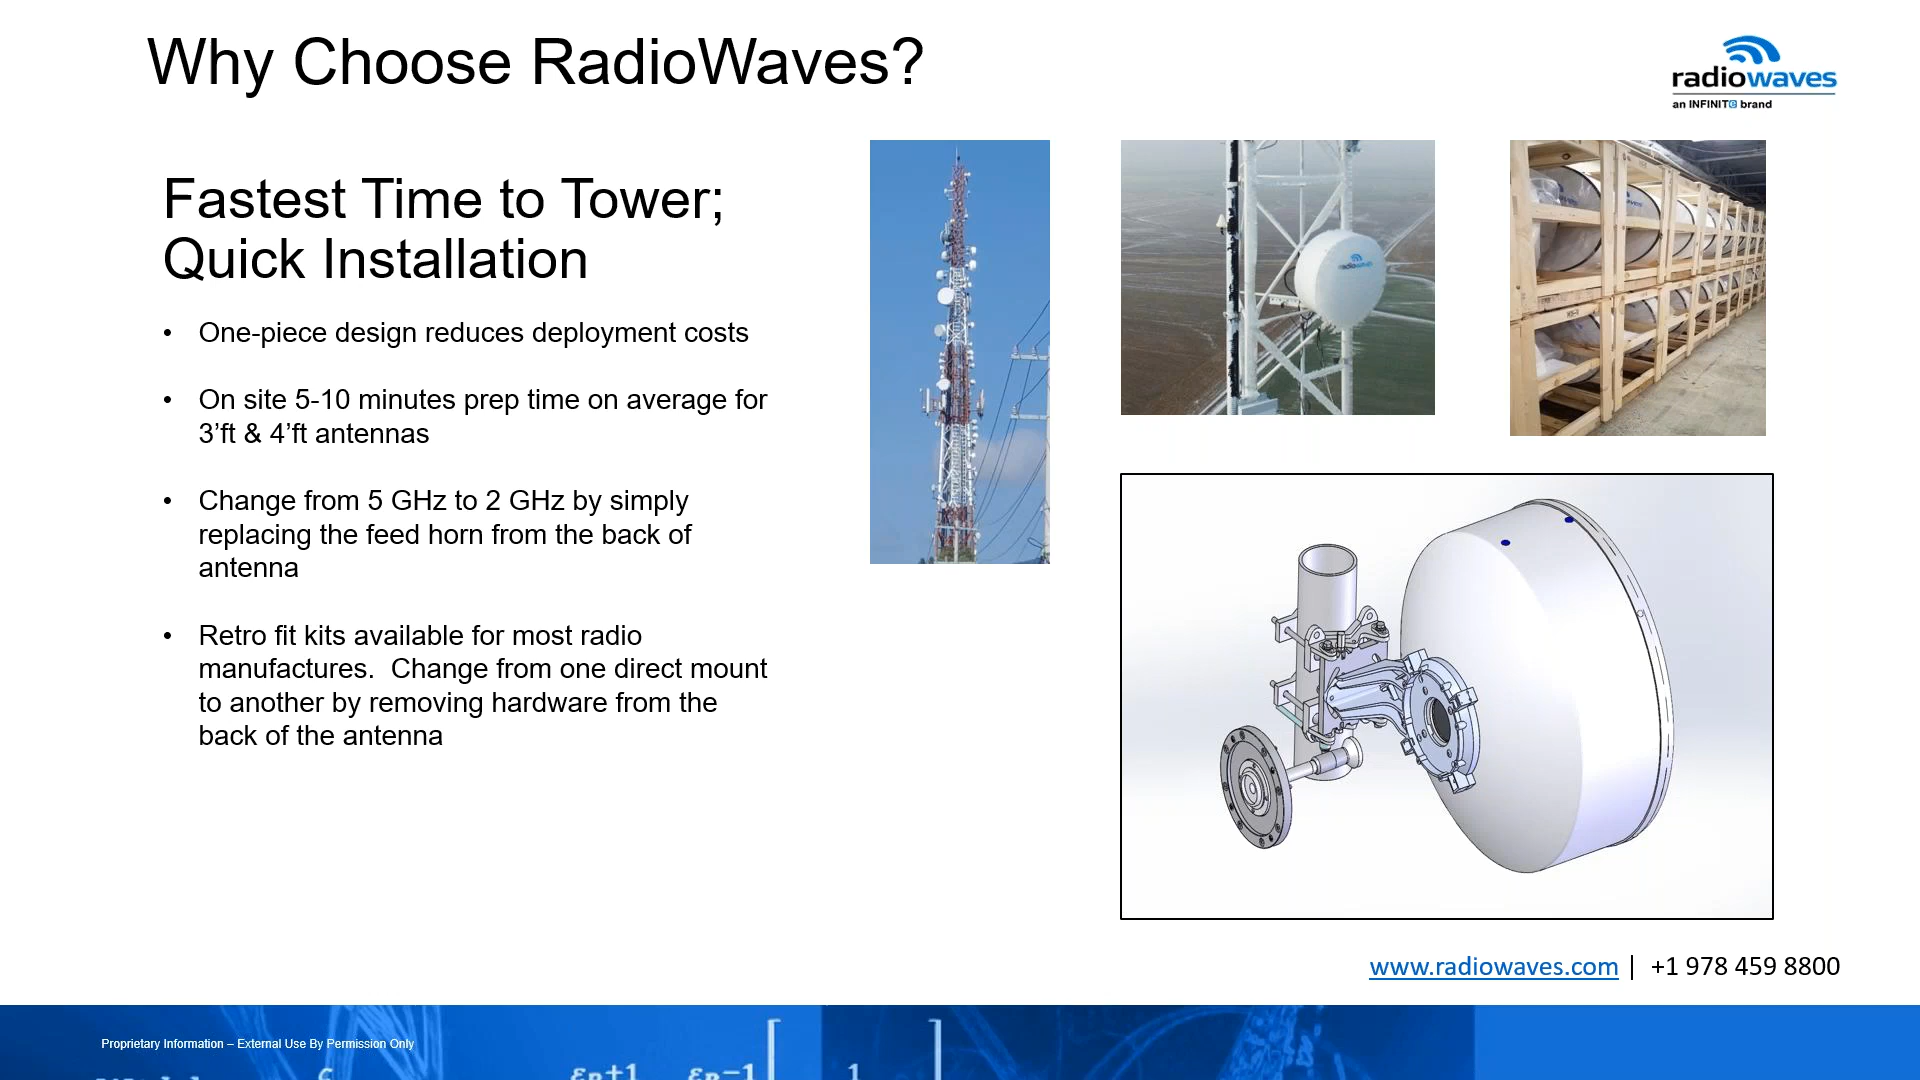 Why Choose RadioWaves?
radiowaves
an INFINITE brand
Fastest Time to Tower;
Quick Installation
• One-piece design reduces deployment costs
• On site 5-10 minutes prep time on average for
3’ft & 4’ft antennas
• Change from 5 GHz to 2 GHz by simply
replacing the feed horn from the back of
antenna
• Retro fit kits available for most radio
manufactures.  Change from one direct mount
to another by removing hardware from the
back of the antenna
radiowaves
www.radiowaves.com | +1 978 459 8800
Proprietary Information – External Use By Permission Only